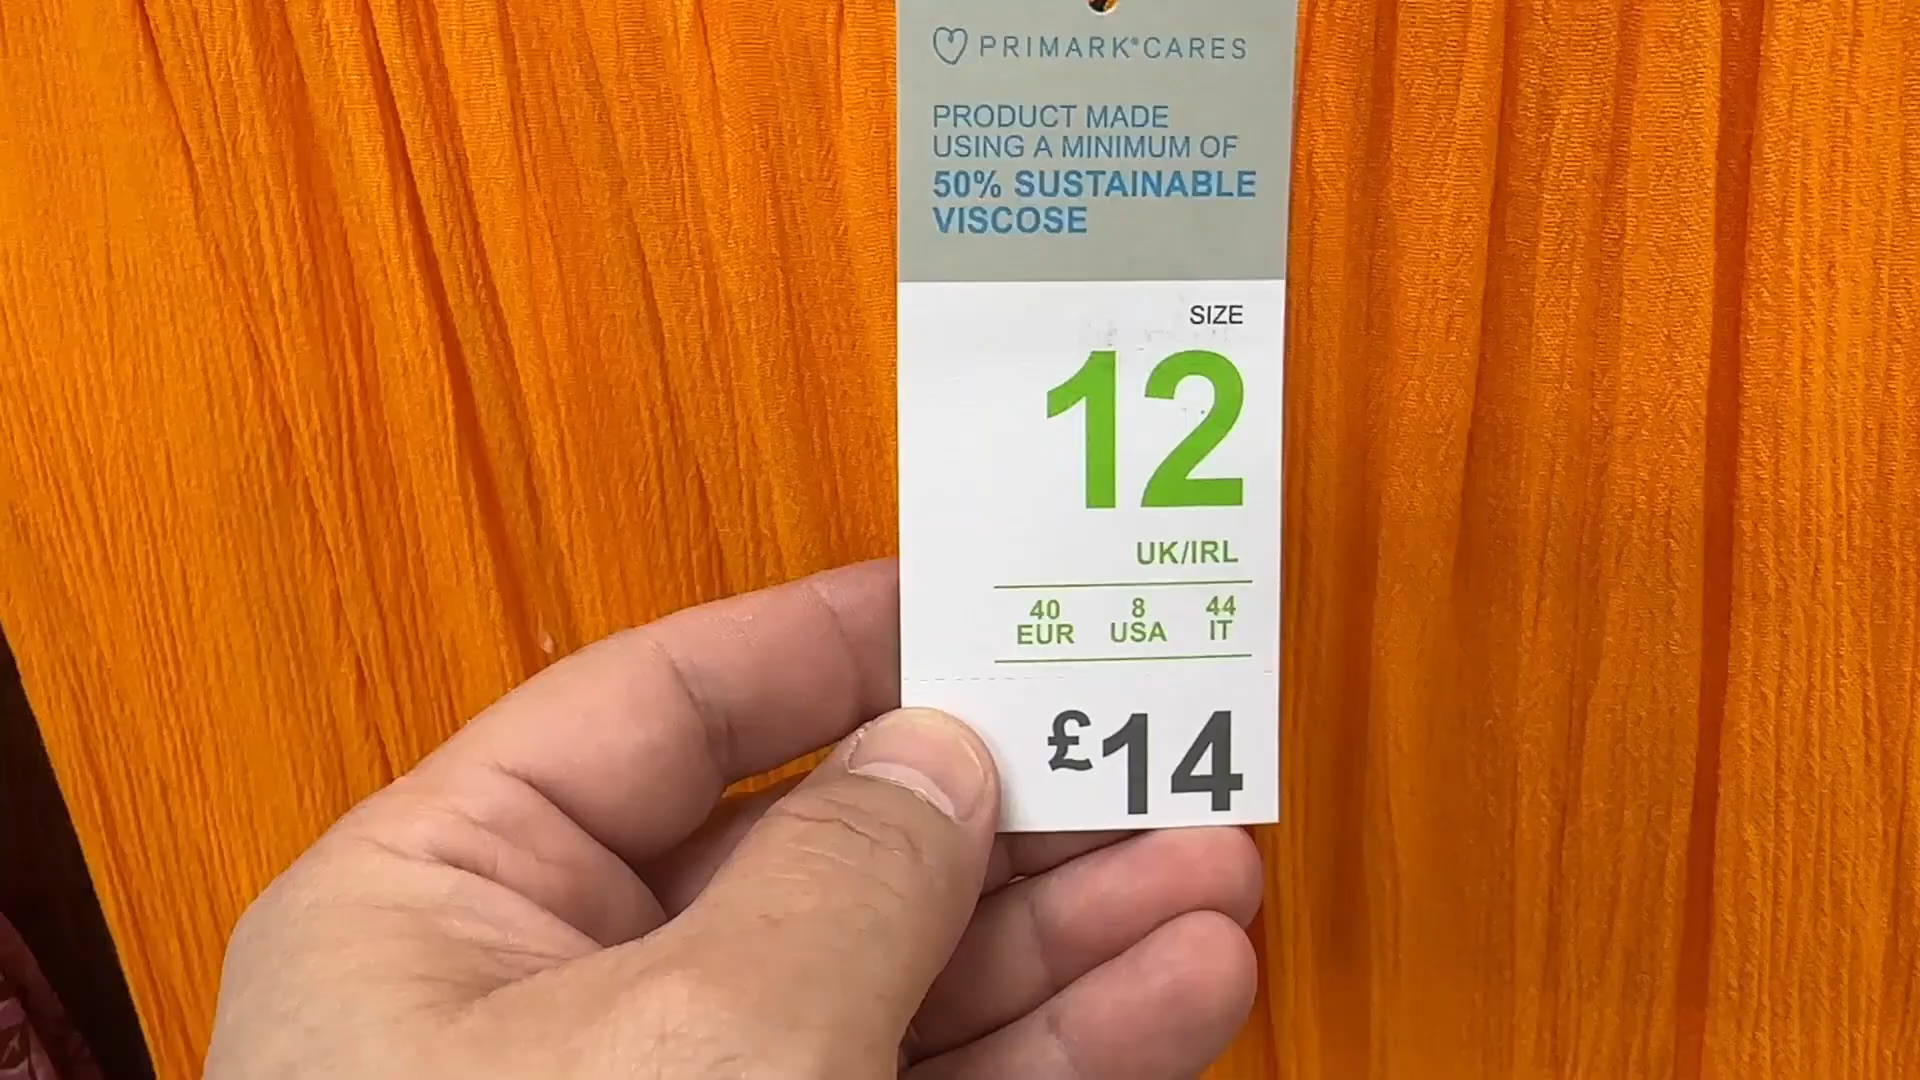 PRIMARK®CARES
PRODUCT MADE
USING A MINIMUM OF
50% SUSTAINABLE
VISCOSE
SIZE
12
UK/IRL
40 8 44
EUR USA IT
£14